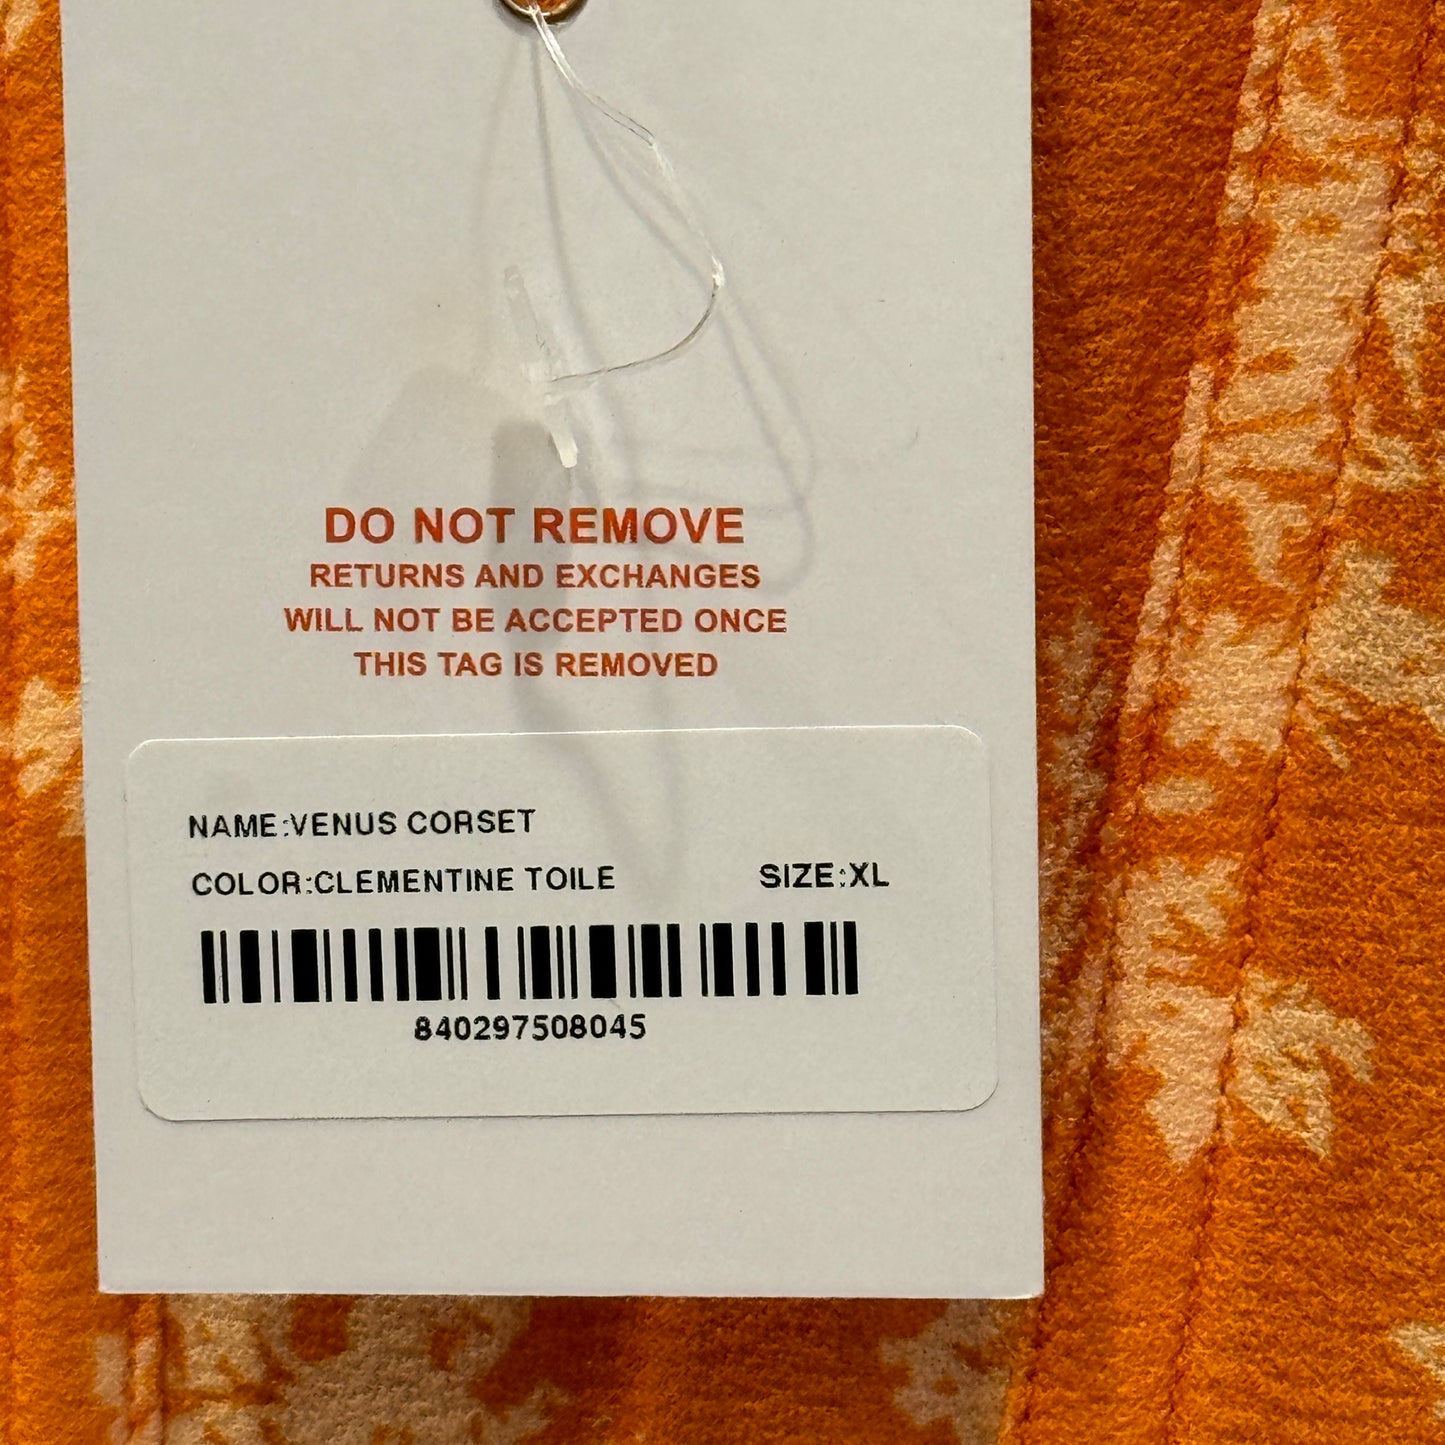 DO NOT REMOVE
RETURNS AND EXCHANGES
WILL NOT BE ACCEPTED ONCE
THIS TAG IS REMOVED
NAME:VENUS CORSET
COLOR:CLEMENTINE TOILE SIZE:XL
840297508045